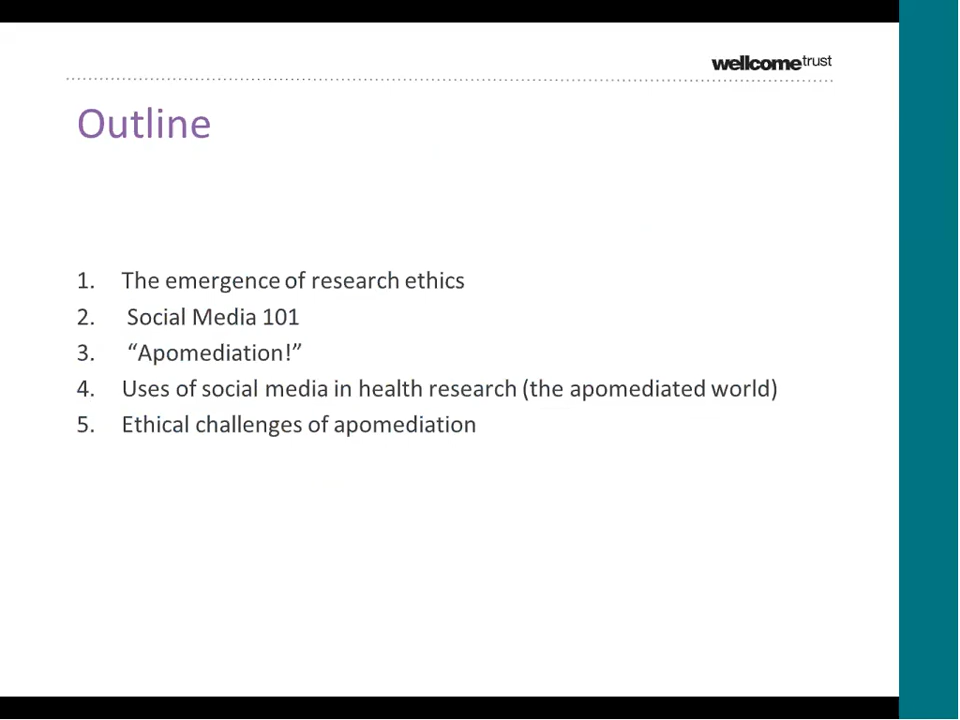 wellcometrust
Outline
1. The emergence of research ethics
2. Social Media 101
3. “Apomediation!”
4. Uses of social media in health research (the apomediated world)
5. Ethical challenges of apomediation